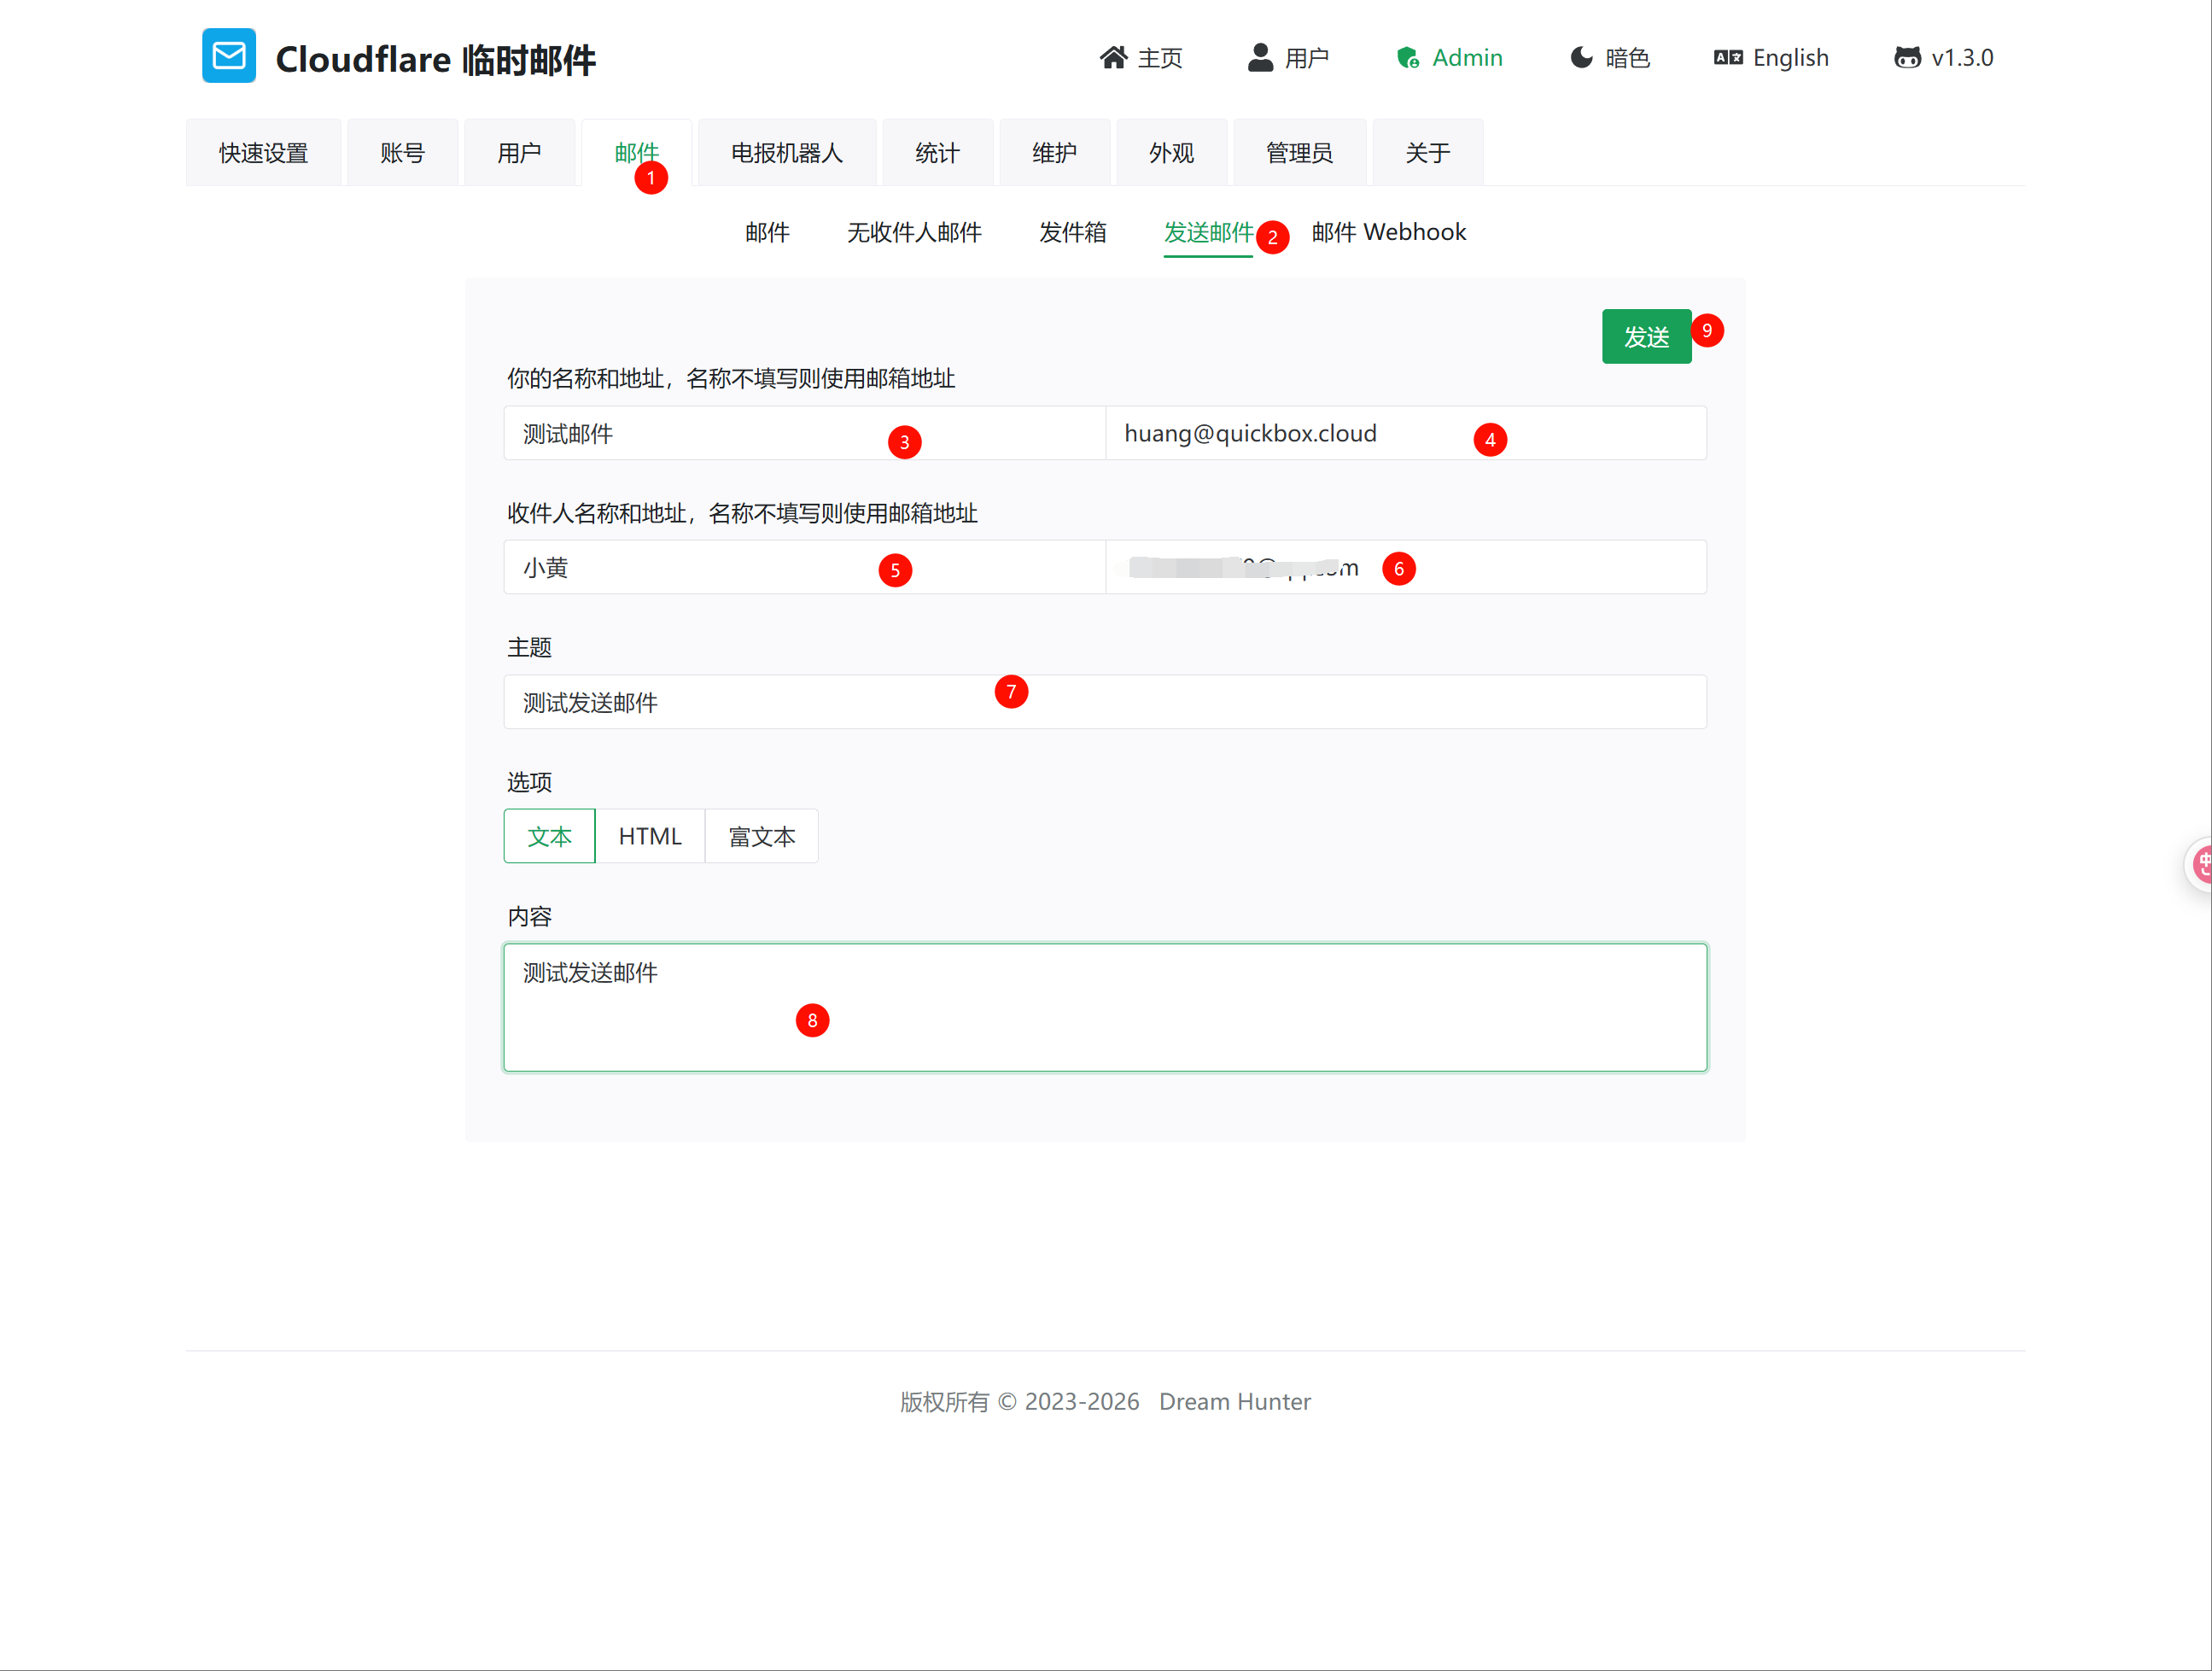 Cloudflare 临时邮件
主页 用户 Admin 暗色 English v1.3.0
快速设置 账号 用户 邮件 电报机器人 统计 维护 外观 管理员 关于
1
邮件 无收件人邮件 发件箱 发送邮件 2 邮件 Webhook
发送 9
你的名称和地址，名称不填写则使用邮箱地址
测试邮件 3 huang@quickbox.cloud 4
收件人名称和地址，名称不填写则使用邮箱地址
小黄 5 6
主题
测试发送邮件 7
选项
文本 HTML 富文本
内容
测试发送邮件
8
版权所有 © 2023-2026 Dream Hunter